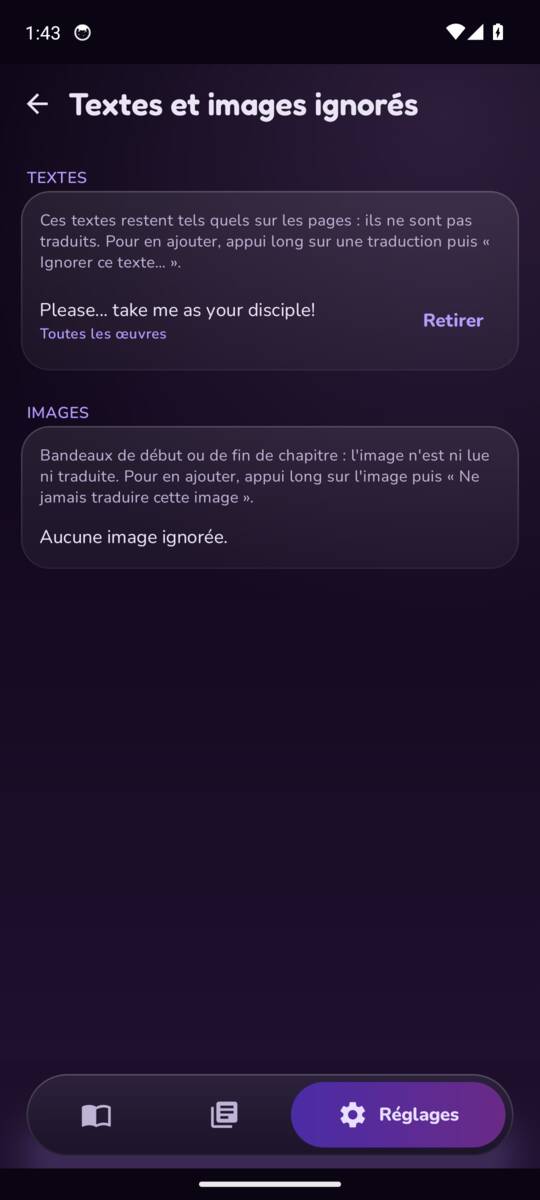 1:43
Textes et images ignorés
TEXTES
Ces textes restent tels quels sur les pages : ils ne sont pas
traduits. Pour en ajouter, appui long sur une traduction puis «
Ignorer ce texte... ».
Please... take me as your disciple!
Toutes les œuvres
Retirer
IMAGES
Bandeaux de début ou de fin de chapitre : l'image n'est ni lue
ni traduite. Pour en ajouter, appui long sur l'image puis « Ne
jamais traduire cette image ».
Aucune image ignorée.
Réglages